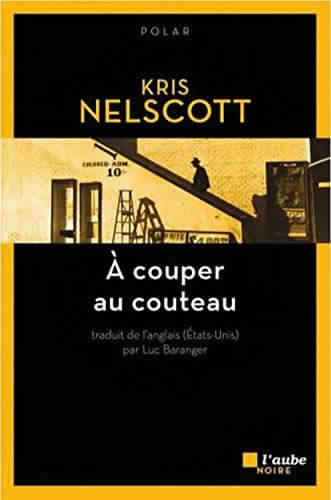 POLAR
KRIS
NELSCOTT
COLORED ADM.
10¢
À couper
au couteau
traduit de l'anglais (États-Unis)
par Luc Baranger
l'aube
NOIRE